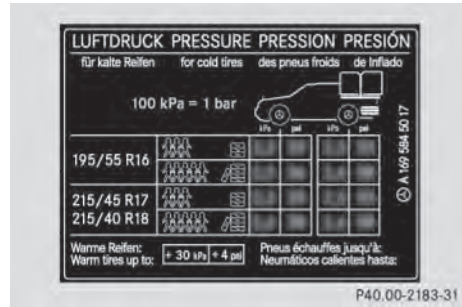 LUFTDRUCK PRESSURE PRESSION PRESIÓN
für kalte Reifen for cold tires des pneus froids de Inflado
100 kPa = 1 bar
kPa psi kPa psi
195/55 R16
215/45 R17
215/40 R18
Warme Reifen: + 30 kPa + 4 psi Pneus échauffes jusqu'à:
Warm tires up to: Neumáticos calientes hasta:
A 169 584 50 17
P40.00-2183-31